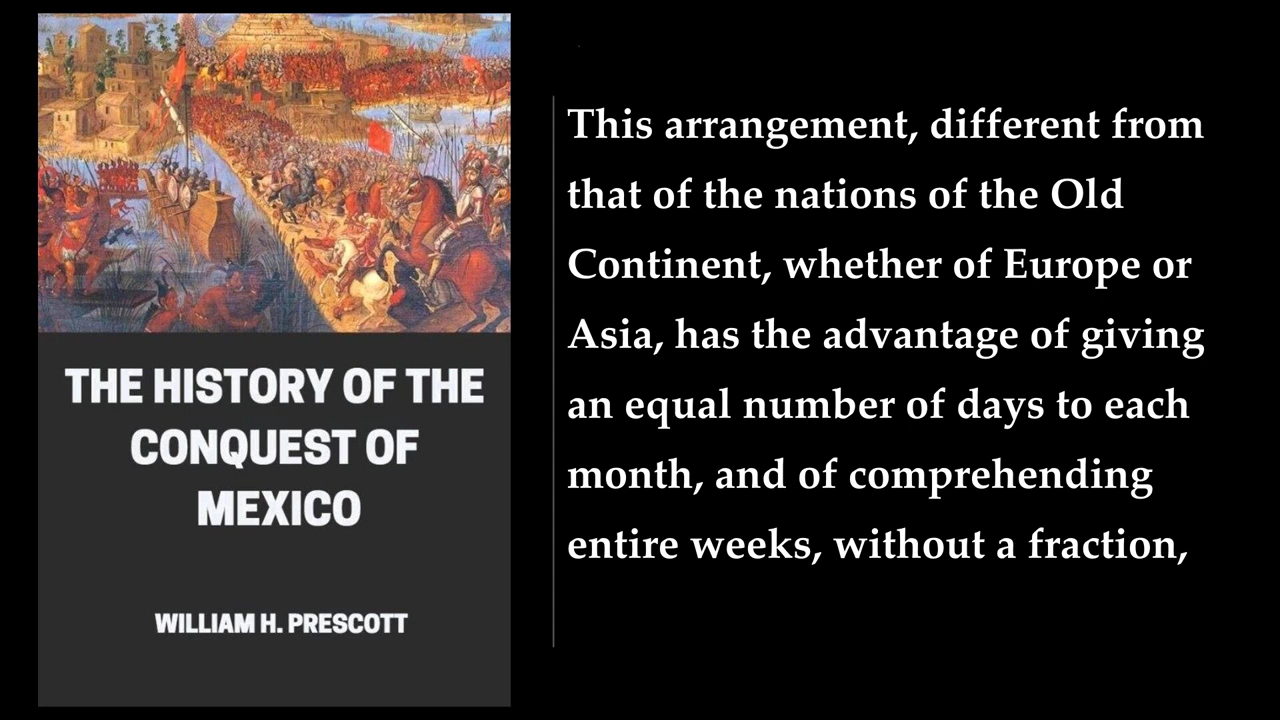 THE HISTORY OF THE
CONQUEST OF
MEXICO
WILLIAM H. PRESCOTT
This arrangement, different from
that of the nations of the Old
Continent, whether of Europe or
Asia, has the advantage of giving
an equal number of days to each
month, and of comprehending
entire weeks, without a fraction,